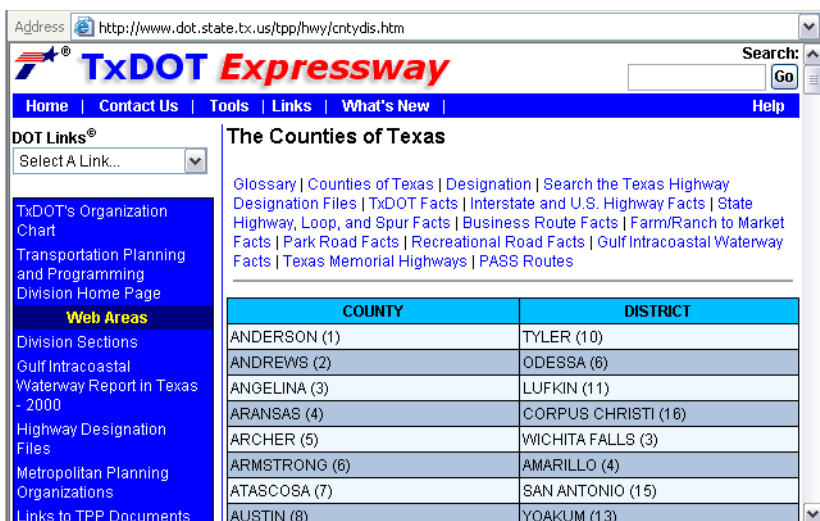 Address http://www.dot.state.tx.us/tpp/hwy/cntydis.htm
® TxDOT Expressway
Search:
Go
Home | Contact Us | Tools | Links | What's New |
Help
DOT Links©
Select A Link...
TxDOT's Organization
Chart
Transportation Planning
and Programming
Division Home Page
Web Areas
Division Sections
Gulf Intracoastal
Waterway Report in Texas
- 2000
Highway Designation
Files
Metropolitan Planning
Organizations
Links to TPP Documents
The Counties of Texas
Glossary | Counties of Texas | Designation | Search the Texas Highway
Designation Files | TxDOT Facts | Interstate and U.S. Highway Facts | State
Highway, Loop, and Spur Facts | Business Route Facts | Farm/Ranch to Market
Facts | Park Road Facts | Recreational Road Facts | Gulf Intracoastal Waterway
Facts | Texas Memorial Highways | PASS Routes
COUNTY DISTRICT
ANDERSON (1) TYLER (10)
ANDREWS (2) ODESSA (6)
ANGELINA (3) LUFKIN (11)
ARANSAS (4) CORPUS CHRISTI (16)
ARCHER (5) WICHITA FALLS (3)
ARMSTRONG (6) AMARILLO (4)
ATASCOSA (7) SAN ANTONIO (15)
AUSTIN (8) YOAKUM (13)